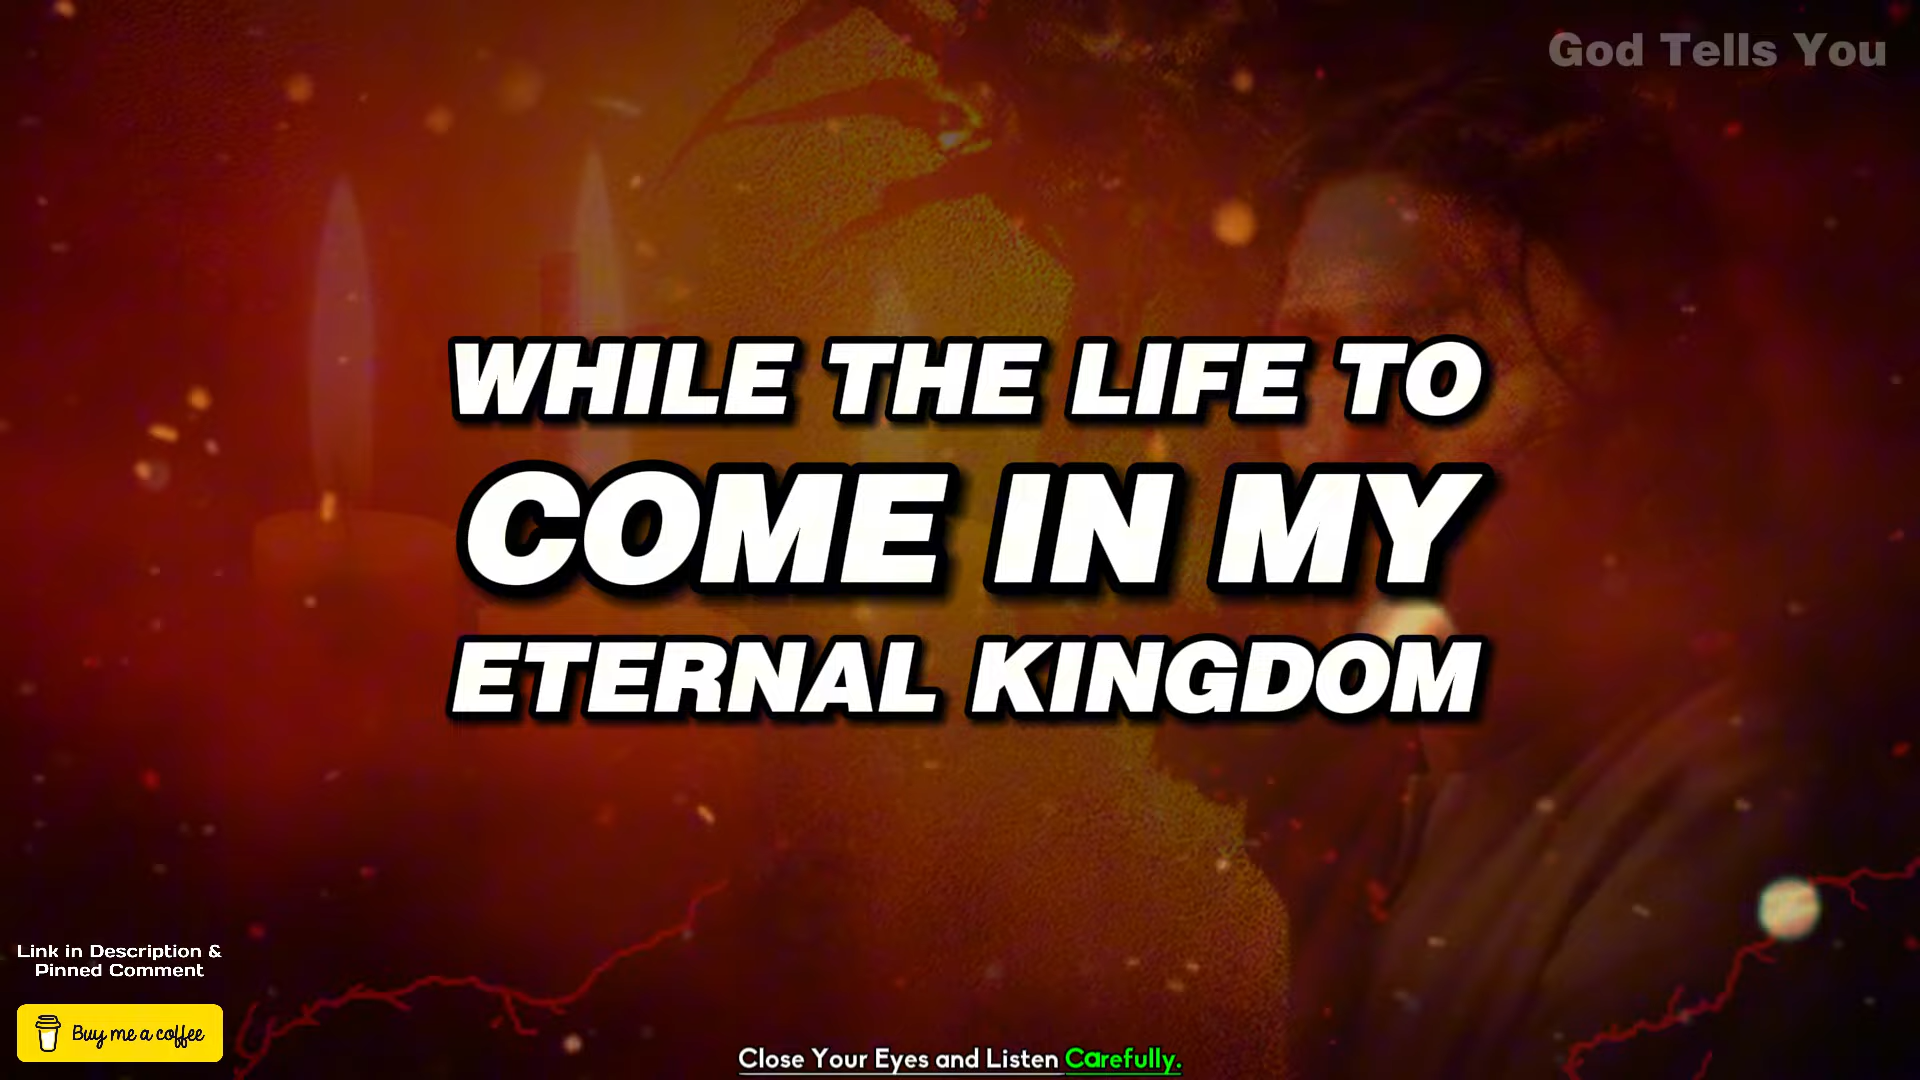 God Tells You
WHILE THE LIFE TO
COME IN MY
ETERNAL KINGDOM
Link in Description &
Pinned Comment
Buy me a coffee
Close Your Eyes and Listen Carefully.